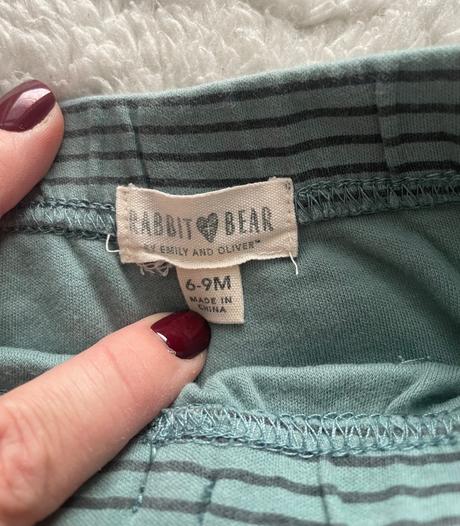 RABBIT BEAR
BY EMILY AND OLIVER™
6-9M
MADE IN
CHINA